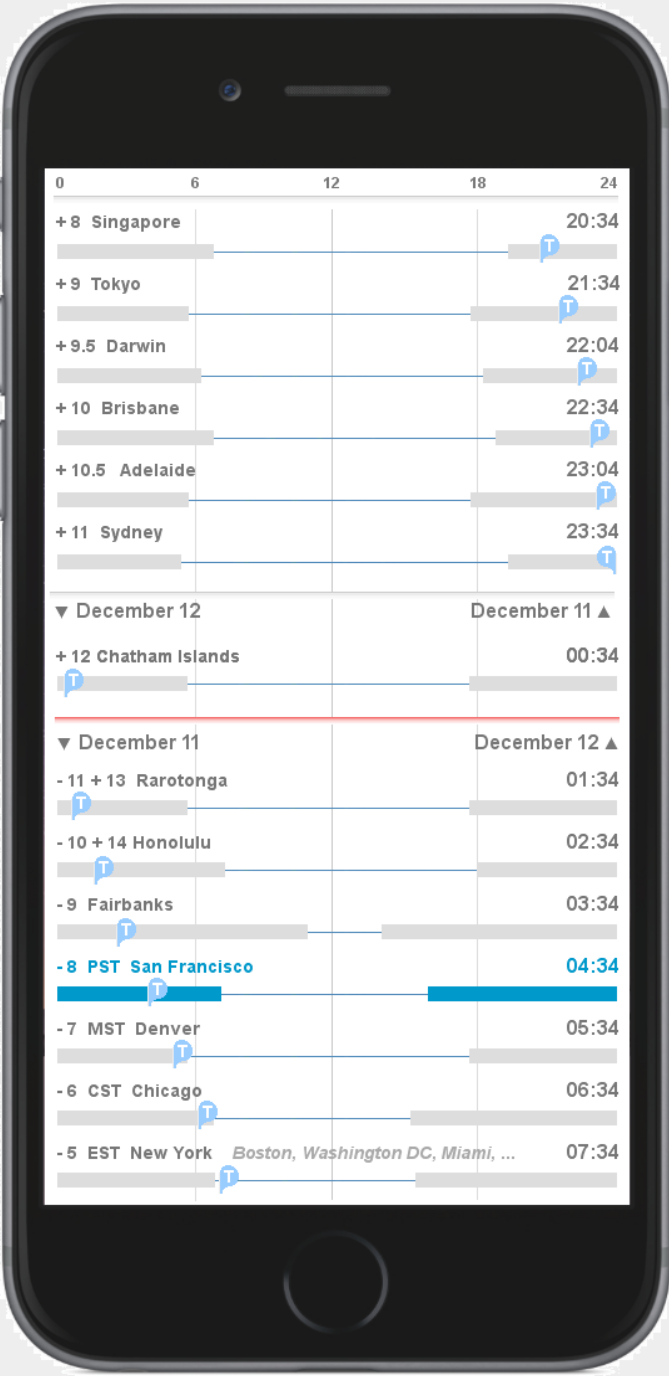 0 6 12 18 24
+ 8 Singapore 20:34
T
+ 9 Tokyo 21:34
T
+ 9.5 Darwin 22:04
T
+ 10 Brisbane 22:34
T
+ 10.5 Adelaide 23:04
T
+ 11 Sydney 23:34
T
▼ December 12 December 11 ▲
+ 12 Chatham Islands 00:34
T
▼ December 11 December 12 ▲
- 11 + 13 Rarotonga 01:34
T
- 10 + 14 Honolulu 02:34
T
- 9 Fairbanks 03:34
T
- 8 PST San Francisco 04:34
T
- 7 MST Denver 05:34
T
- 6 CST Chicago 06:34
T
- 5 EST New York Boston, Washington DC, Miami, ... 07:34
T